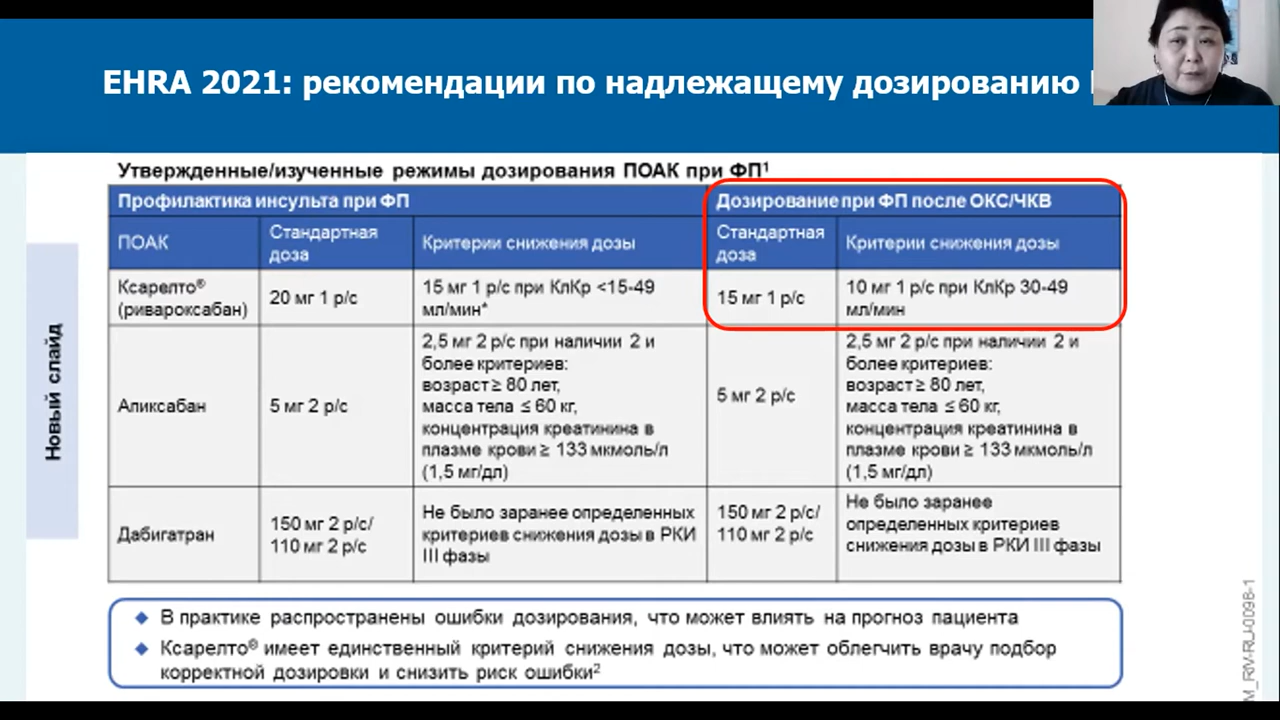 EHRA 2021: рекомендации по надлежащему дозированию
Утвержденные/изученные режимы дозирования ПОАК при ФП¹
Профилактика инсульта при ФП
Дозирование при ФП после ОКС/ЧКВ
ПОАК
Стандартная
доза
Критерии снижения дозы
Стандартная
доза
Критерии снижения дозы
Ксарелто®
(ривароксабан)
20 мг 1 р/с
15 мг 1 р/с при КлКр <15-49
мл/мин*
15 мг 1 р/с
10 мг 1 р/с при КлКр 30-49
мл/мин
Апиксабан
5 мг 2 р/с
2,5 мг 2 р/с при наличии 2 и
более критериев:
возраст ≥ 80 лет,
масса тела ≤ 60 кг,
концентрация креатинина в
плазме крови ≥ 133 мкмоль/л
(1,5 мг/дл)
5 мг 2 р/с
2,5 мг 2 р/с при наличии 2 и
более критериев:
возраст ≥ 80 лет,
масса тела ≤ 60 кг,
концентрация креатинина в
плазме крови ≥ 133 мкмоль/л
(1,5 мг/дл)
Дабигатран
150 мг 2 р/с/
110 мг 2 р/с
Не было заранее определенных
критериев снижения дозы в РКИ
III фазы
150 мг 2 р/с/
110 мг 2 р/с
Не было заранее
определенных критериев
снижения дозы в РКИ III фазы
Новый слайд
В практике распространены ошибки дозирования, что может влиять на прогноз пациента
Ксарелто® имеет единственный критерий снижения дозы, что может облегчить врачу подбор
корректной дозировки и снизить риск ошибки²
M_RIV-RU-0098-1